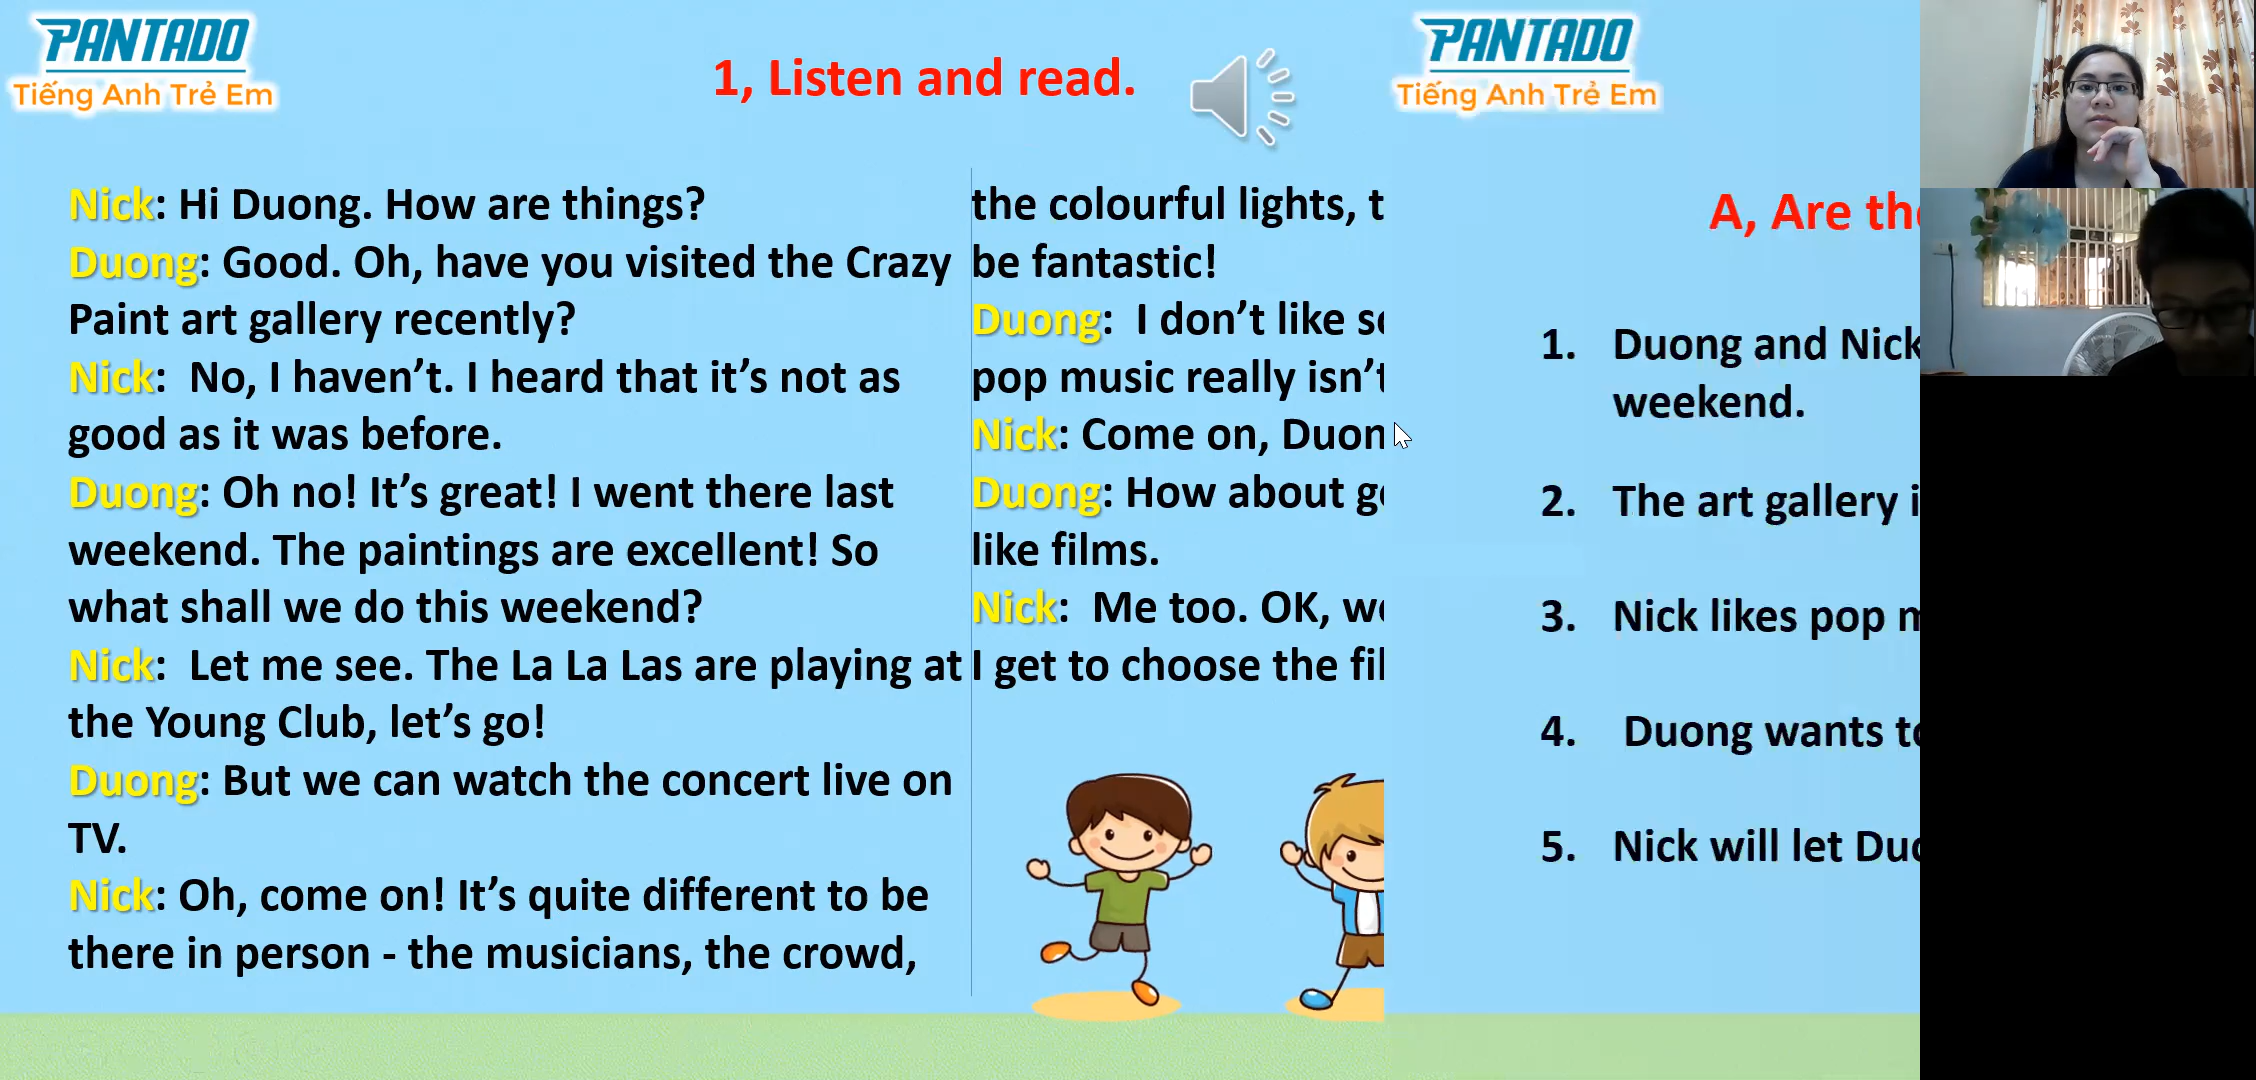 PANTADO
Tiếng Anh Trẻ Em
1, Listen and read.
Nick: Hi Duong. How are things?
Duong: Good. Oh, have you visited the Crazy
Paint art gallery recently?
Nick: No, I haven’t. I heard that it’s not as
good as it was before.
Duong: Oh no! It’s great! I went there last
weekend. The paintings are excellent! So
what shall we do this weekend?
Nick: Let me see. The La La Las are playing at
the Young Club, let’s go!
Duong: But we can watch the concert live on
TV.
Nick: Oh, come on! It’s quite different to be
there in person - the musicians, the crowd,
the colourful lights,
be fantastic!
Duong: I don’t like
pop music really isn’t
Nick: Come on,
Duong: How about
like films.
Nick: Me too. OK,
I get to choose the
PANTADO
Tiếng Anh Trẻ Em
A, Are
1. Duong and Nick
weekend.
2. The art gallery
3. Nick likes pop
4. Duong wants
5. Nick will let